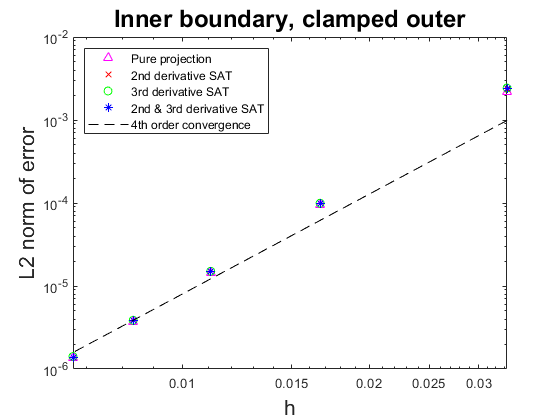 Inner boundary, clamped outer
Pure projection
2nd derivative SAT
3rd derivative SAT
2nd & 3rd derivative SAT
4th order convergence
L2 norm of error
10-2
10-3
10-4
10-5
10-6
0.01
0.015
0.02
0.025
0.03
h